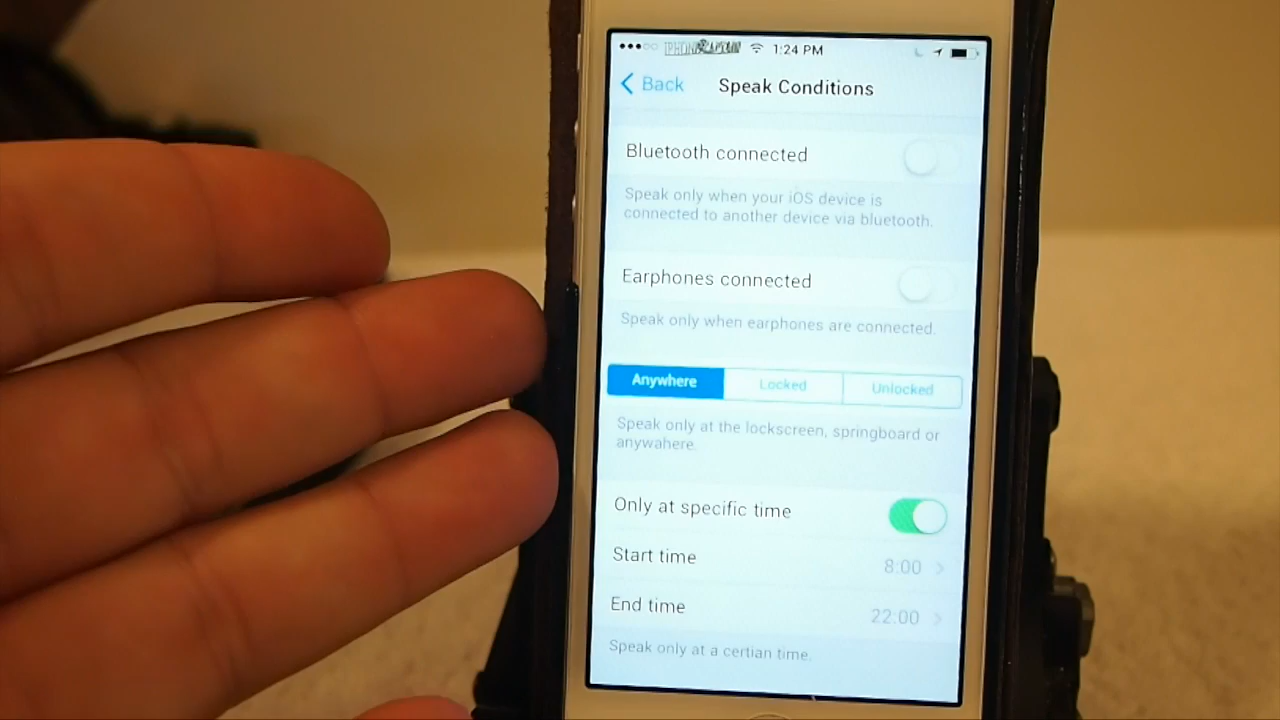 1:24 PM
Back
Speak Conditions
Bluetooth connected
Speak only when your iOS device is
connected to another device via bluetooth.
Earphones connected
Speak only when earphones are connected.
Anywhere Locked Unlocked
Speak only at the lockscreen, springboard or
anywahere.
Only at specific time
Start time 8:00
End time 22:00
Speak only at a certian time.